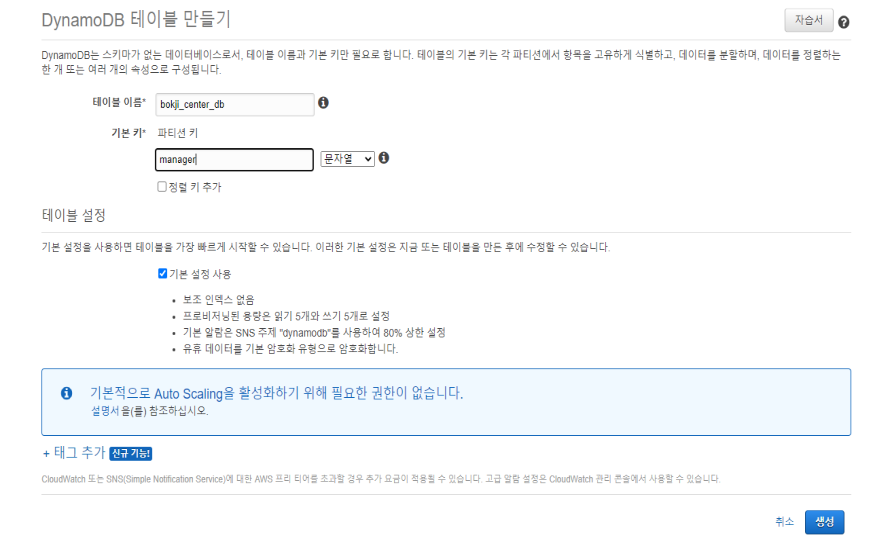 DynamoDB 테이블 만들기
자습서
DynamoDB는 스키마가 없는 데이터베이스로서, 테이블 이름과 기본 키만 필요로 합니다. 테이블의 기본 키는 각 파티션에서 항목을 고유하게 식별하고, 데이터를 분할하며, 데이터를 정렬하는
한 개 또는 여러 개의 속성으로 구성됩니다.
테이블 이름* bokji_center_db
기본 키* 파티션 키
manager 문자열
정렬 키 추가
테이블 설정
기본 설정을 사용하면 테이블을 가장 빠르게 시작할 수 있습니다. 이러한 기본 설정은 지금 또는 테이블을 만든 후에 수정할 수 있습니다.
기본 설정 사용
• 보조 인덱스 없음
• 프로비저닝된 용량은 읽기 5개와 쓰기 5개로 설정
• 기본 알람은 SNS 주제 "dynamodb"를 사용하여 80% 상한 설정
• 유휴 데이터를 기본 암호화 유형으로 암호화합니다.
기본적으로 Auto Scaling을 활성화하기 위해 필요한 권한이 없습니다.
설명서 을(를) 참조하십시오.
+ 태그 추가 신규 기능!
CloudWatch 또는 SNS(Simple Notification Service)에 대한 AWS 프리 티어를 초과할 경우 추가 요금이 적용될 수 있습니다. 고급 알람 설정은 CloudWatch 관리 콘솔에서 사용할 수 있습니다.
취소 생성